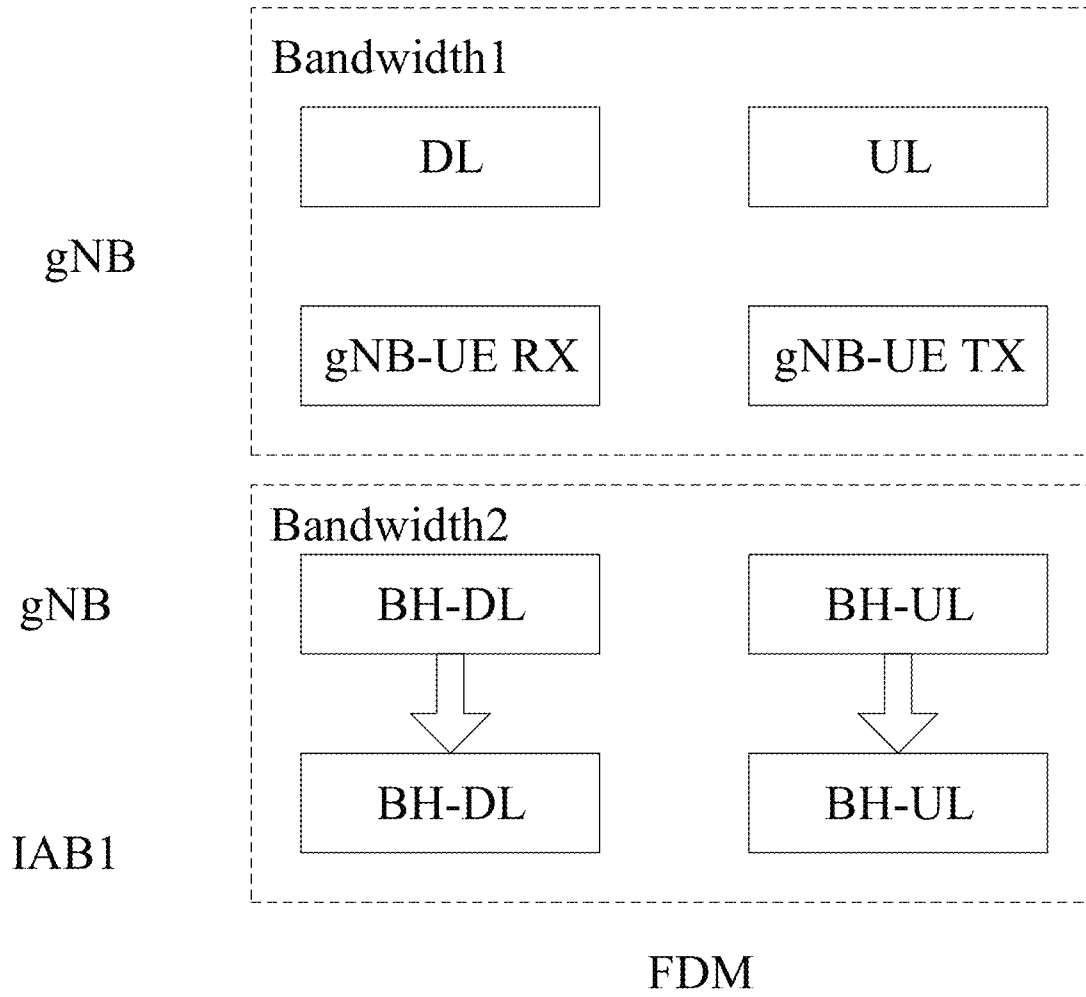 Bandwidth1
DL UL
gNB
gNB-UE RX gNB-UE TX
Bandwidth2
gNB BH-DL BH-UL
BH-DL BH-UL
IAB1
FDM